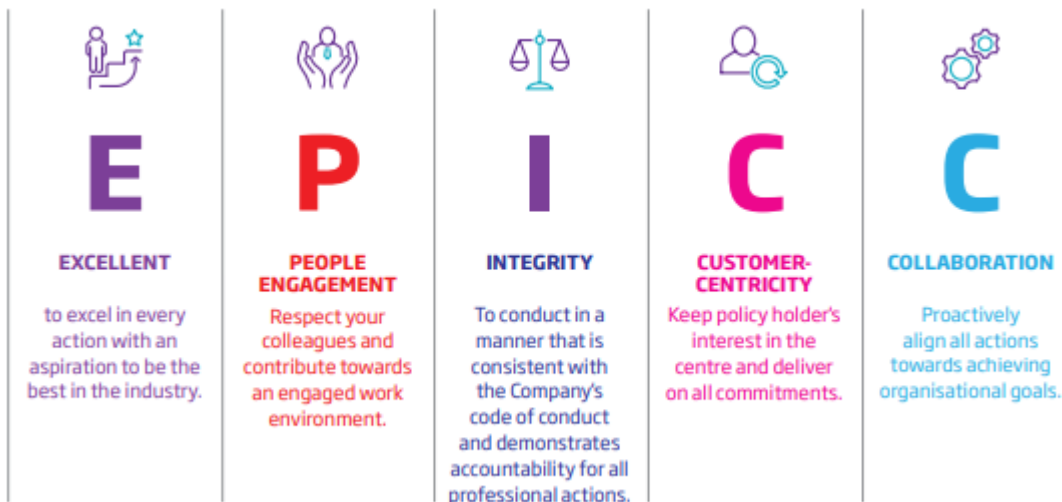 E
EXCELLENT
to excel in every
action with an
aspiration to be the
best in the industry.
P
PEOPLE
ENGAGEMENT
Respect your
colleagues and
contribute towards
an engaged work
environment.
I
INTEGRITY
To conduct in a
manner that is
consistent with
the Company's
code of conduct
and demonstrates
accountability for all
professional actions.
C
CUSTOMER-
CENTRICITY
Keep policy holder's
interest in the
centre and deliver
on all commitments.
C
COLLABORATION
Proactively
align all actions
towards achieving
organisational goals.